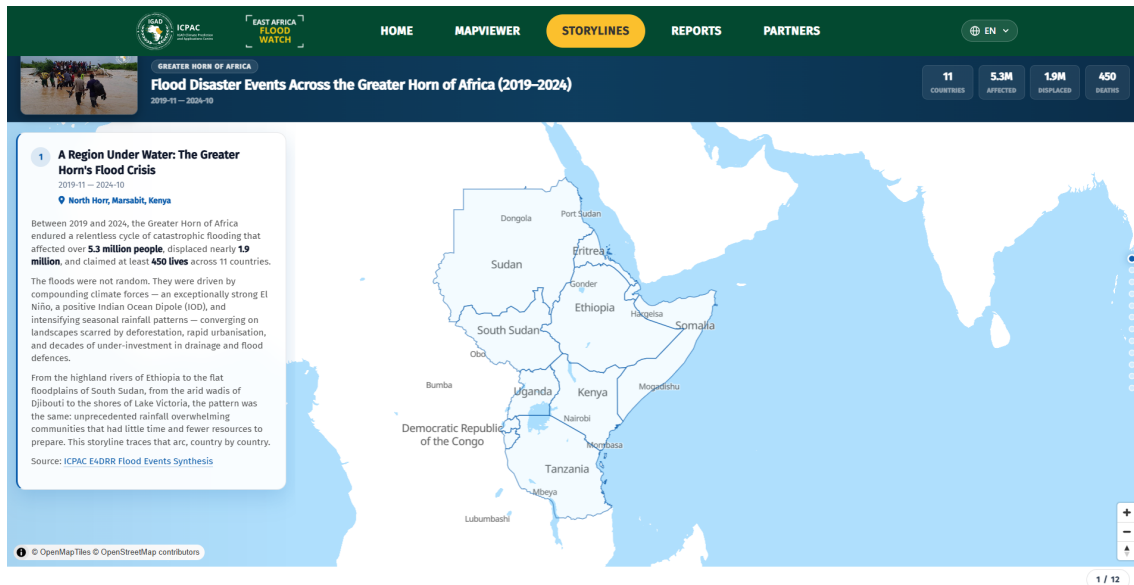 IGAD
ICPAC
IGAD Climate Prediction
and Applications Centre
EAST AFRICA
FLOOD
WATCH
HOME
MAPVIEWER
STORYLINES
REPORTS
PARTNERS
EN
GREATER HORN OF AFRICA
Flood Disaster Events Across the Greater Horn of Africa (2019–2024)
2019-11 — 2024-10
11
COUNTRIES
5.3M
AFFECTED
1.9M
DISPLACED
450
DEATHS
1
A Region Under Water: The Greater
Horn's Flood Crisis
2019-11 — 2024-10
North Horr, Marsabit, Kenya
Between 2019 and 2024, the Greater Horn of Africa
endured a relentless cycle of catastrophic flooding that
affected over 5.3 million people, displaced nearly 1.9
million, and claimed at least 450 lives across 11 countries.
The floods were not random. They were driven by
compounding climate forces — an exceptionally strong El
Niño, a positive Indian Ocean Dipole (IOD), and
intensifying seasonal rainfall patterns — converging on
landscapes scarred by deforestation, rapid urbanisation,
and decades of under-investment in drainage and flood
defences.
From the highland rivers of Ethiopia to the flat
floodplains of South Sudan, from the arid wadis of
Djibouti to the shores of Lake Victoria, the pattern was
the same: unprecedented rainfall overwhelming
communities that had little time and fewer resources to
prepare. This storyline traces that arc, country by country.
Source: ICPAC E4DRR Flood Events Synthesis
Dongola
Port Sudan
Eritrea
Sudan
Gonder
Ethiopia
Hargeisa
Somalia
South Sudan
Obo
Bumba
Uganda
Kenya
Mogadishu
Nairobi
Democratic Republic
of the Congo
Mombasa
Tanzania
Mbeya
Lubumbashi
© OpenMapTiles © OpenStreetMap contributors
1 / 12